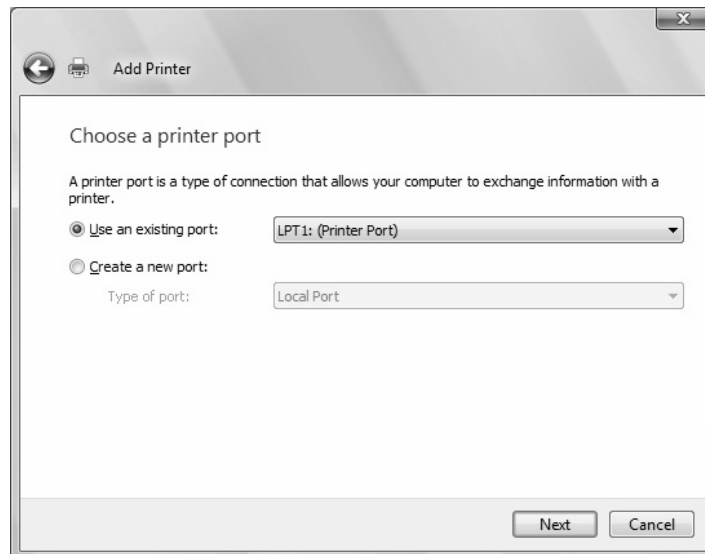 Add Printer
Choose a printer port
A printer port is a type of connection that allows your computer to exchange information with a
printer.
Use an existing port: LPT1: (Printer Port)
Create a new port:
Type of port: Local Port
Next Cancel